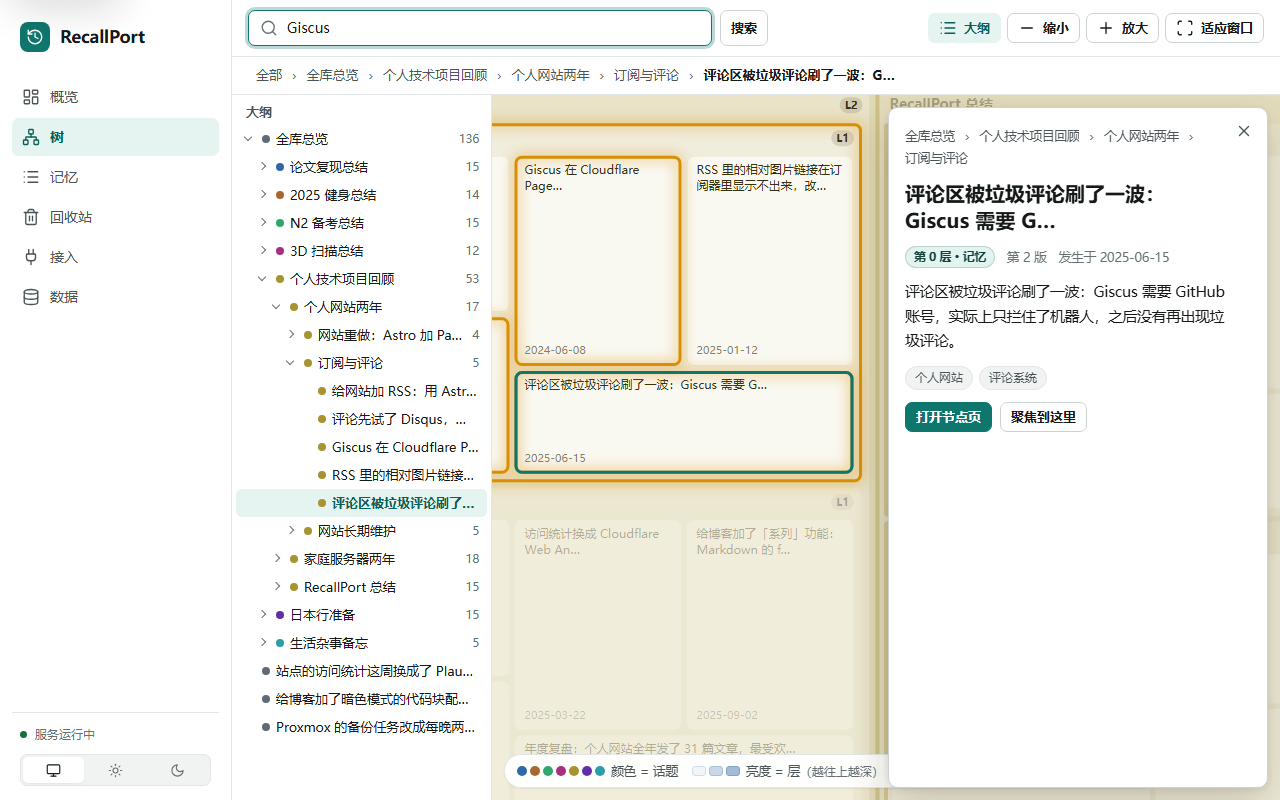 RecallPort
概览
树
记忆
回收站
接入
数据
服务运行中
Giscus
搜索
大纲
缩小
放大
适应窗口
全部 › 全库总览 › 个人技术项目回顾 › 个人网站两年 › 订阅与评论 › 评论区被垃圾评论刷了一波：G...
大纲
全库总览 136
论文复现总结 15
2025 健身总结 14
N2 备考总结 15
3D 扫描总结 12
个人技术项目回顾 53
个人网站两年 17
网站重做：Astro 加 Pa... 4
订阅与评论 5
给网站加 RSS：用 Astr...
评论先试了 Disqus，...
Giscus 在 Cloudflare P...
RSS 里的相对图片链接...
评论区被垃圾评论刷了...
网站长期维护 5
家庭服务器两年 18
RecallPort 总结 15
日本行准备 15
生活杂事备忘 5
站点的访问统计这周换成了 Plau...
给博客加了暗色模式的代码块配...
Proxmox 的备份任务改成每晚两...
L2
RecallPort 总结
L1
Giscus 在 Cloudflare
Page...
2024-06-08
RSS 里的相对图片链接在订
阅器里显示不出来，改...
2025-01-12
评论区被垃圾评论刷了一波：Giscus 需要 G...
2025-06-15
L1
访问统计换成 Cloudflare
Web An...
2025-03-22
给博客加了「系列」功能：
Markdown 的 f...
2025-09-02
年度复盘：个人网站全年发了 31 篇文章，最受欢...
颜色 = 话题
亮度 = 层（越往上越深）
全库总览 › 个人技术项目回顾 › 个人网站两年 ›
订阅与评论
评论区被垃圾评论刷了一波：
Giscus 需要 G...
第 0 层 · 记忆 第 2 版 发生于 2025-06-15
评论区被垃圾评论刷了一波：Giscus 需要 GitHub
账号，实际上只拦住了机器人，之后没有再出现垃
圾评论。
个人网站
评论系统
打开节点页
聚焦到这里